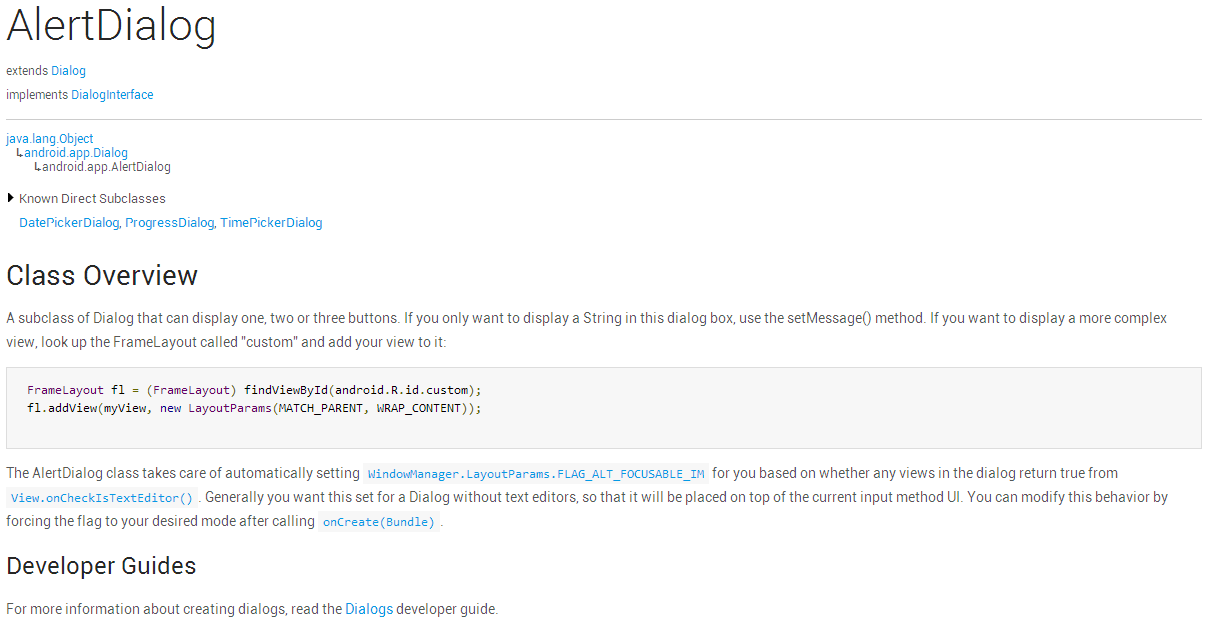 AlertDialog
extends Dialog
implements DialogInterface
java.lang.Object
↳android.app.Dialog
↳android.app.AlertDialog
Known Direct Subclasses
DatePickerDialog, ProgressDialog, TimePickerDialog
Class Overview
A subclass of Dialog that can display one, two or three buttons. If you only want to display a String in this dialog box, use the setMessage() method. If you want to display a more complex
view, look up the FrameLayout called "custom" and add your view to it:
FrameLayout fl = (FrameLayout) findViewById(android.R.id.custom);
fl.addView(myView, new LayoutParams(MATCH_PARENT, WRAP_CONTENT));
The AlertDialog class takes care of automatically setting WindowManager.LayoutParams.FLAG_ALT_FOCUSABLE_IM for you based on whether any views in the dialog return true from
View.onCheckIsTextEditor(). Generally you want this set for a Dialog without text editors, so that it will be placed on top of the current input method UI. You can modify this behavior by
forcing the flag to your desired mode after calling onCreate(Bundle).
Developer Guides
For more information about creating dialogs, read the Dialogs developer guide.